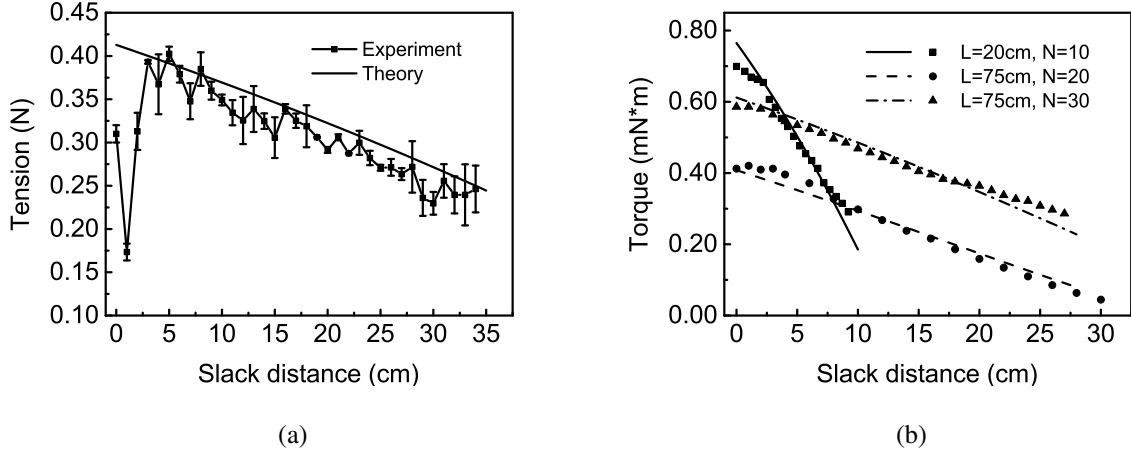 0.45
0.40
0.35
0.30
0.25
0.20
0.15
0.10
Tension (N)
Experiment
Theory
0 5 10 15 20 25 30 35
Slack distance (cm)
(a)
0.80
0.60
0.40
0.20
0.00
Torque (mN*m)
L=20cm, N=10
L=75cm, N=20
L=75cm, N=30
0 5 10 15 20 25 30
Slack distance (cm)
(b)